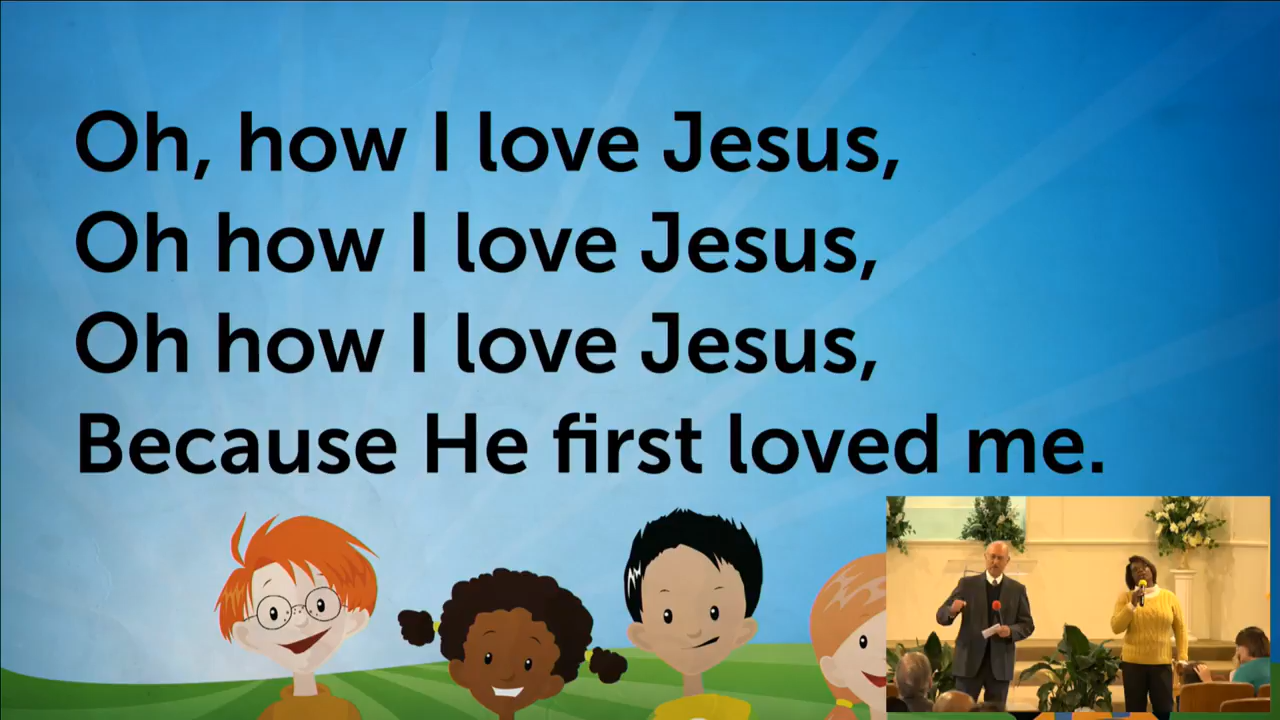 Oh, how I love Jesus,
Oh how I love Jesus,
Oh how I love Jesus,
Because He first loved me.